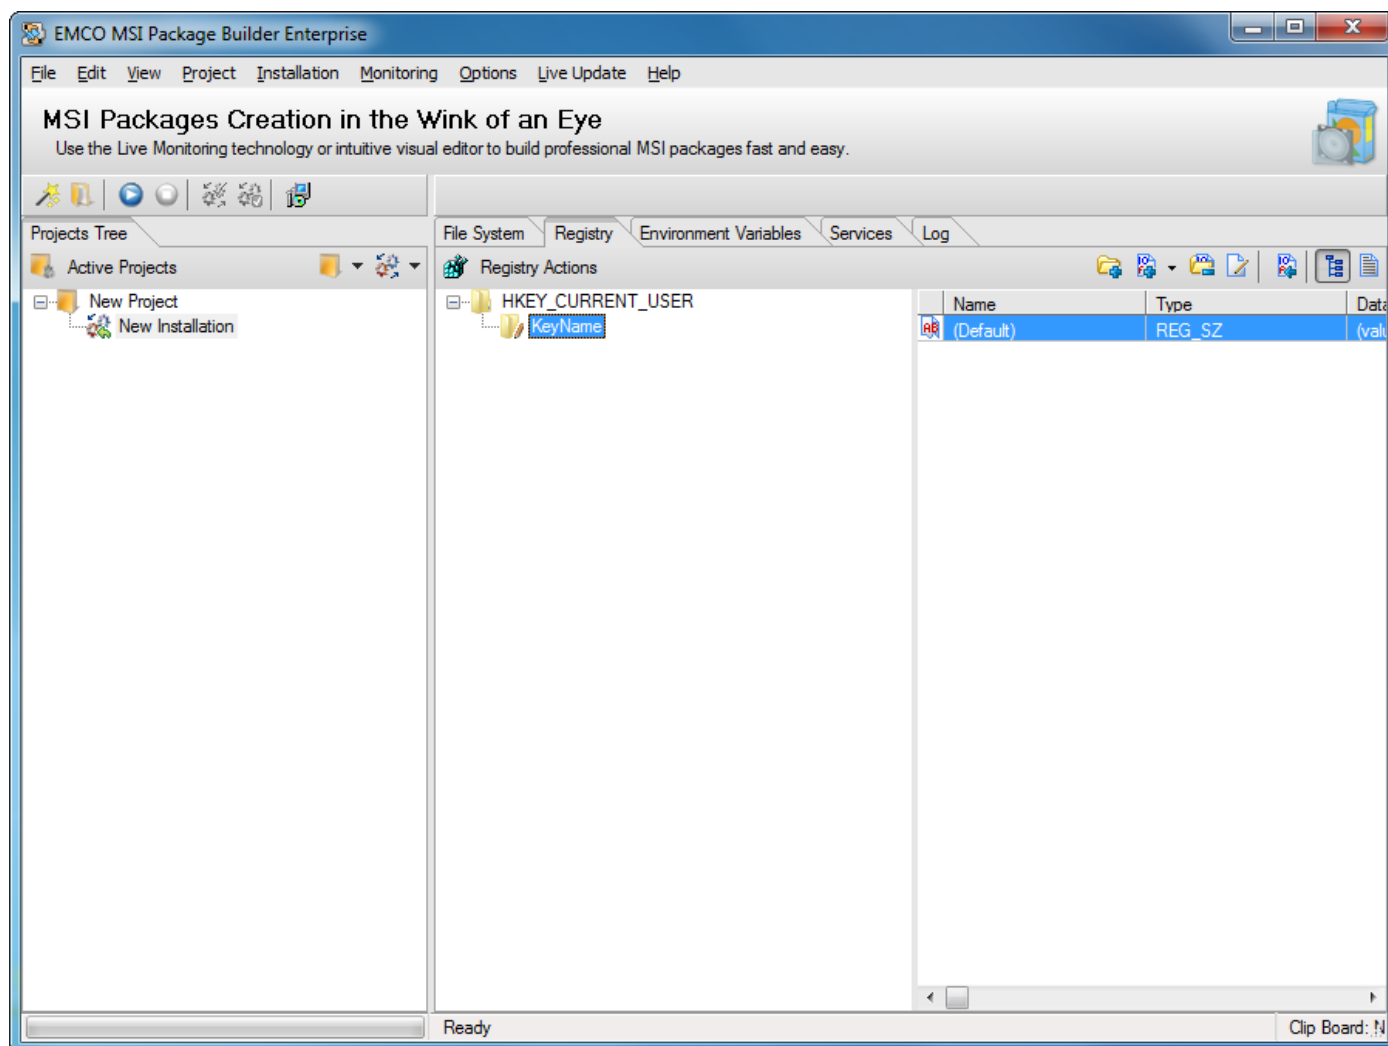 EMCO MSI Package Builder Enterprise
File Edit View Project Installation Monitoring Options Live Update Help
MSI Packages Creation in the Wink of an Eye
Use the Live Monitoring technology or intuitive visual editor to build professional MSI packages fast and easy.
Projects Tree
File System Registry Environment Variables Services Log
Active Projects
Registry Actions
New Project
New Installation
HKEY_CURRENT_USER
KeyName
Name Type Data
(Default) REG_SZ (valu
Ready
Clip Board: N